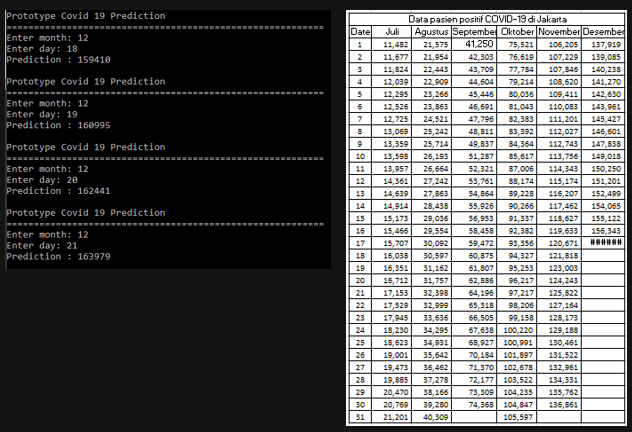 Prototype Covid 19 Prediction
==========================================================
Enter month: 12
Enter day: 18
Prediction : 159410
Prototype Covid 19 Prediction
==========================================================
Enter month: 12
Enter day: 19
Prediction : 160995
Prototype Covid 19 Prediction
==========================================================
Enter month: 12
Enter day: 20
Prediction : 162441
Prototype Covid 19 Prediction
==========================================================
Enter month: 12
Enter day: 21
Prediction : 163979
Data pasien positif COVID-19 di Jakarta
Date Juli Agustus September Oktober November Desember
1 11,482 21,575 41,250 75,521 106,205 137,919
2 11,677 21,954 42,303 76,619 107,229 139,085
3 11,824 22,443 43,709 77,784 107,846 140,238
4 12,039 22,909 44,604 79,214 108,620 141,270
5 12,295 23,266 45,446 80,036 109,411 142,630
6 12,526 23,863 46,691 81,043 110,083 143,961
7 12,725 24,521 47,796 82,383 111,201 145,427
8 13,069 25,242 48,811 83,392 112,027 146,601
9 13,359 25,714 49,837 84,364 112,743 147,838
10 13,598 26,193 51,287 85,617 113,756 149,018
11 13,957 26,664 52,321 87,006 114,343 150,250
12 14,361 27,242 53,761 88,174 115,174 151,201
13 14,639 27,863 54,864 89,228 116,207 152,499
14 14,914 28,438 55,926 90,266 117,462 154,065
15 15,173 29,036 56,953 91,337 118,627 155,122
16 15,466 29,554 58,458 92,382 119,633 156,343
17 15,707 30,092 59,472 93,356 120,671 ######
18 16,038 30,597 60,875 94,327 121,818
19 16,351 31,162 61,807 95,253 123,003
20 16,712 31,757 62,886 96,217 124,243
21 17,153 32,398 64,196 97,217 125,822
22 17,529 32,999 65,318 98,206 127,164
23 17,945 33,636 66,505 99,158 128,173
24 18,230 34,295 67,638 100,220 129,188
25 18,623 34,931 68,927 100,991 130,461
26 19,001 35,642 70,184 101,897 131,522
27 19,473 36,462 71,370 102,678 132,961
28 19,885 37,278 72,177 103,522 134,331
29 20,470 38,166 73,309 104,235 135,762
30 20,769 39,280 74,368 104,847 136,861
31 21,201 40,309 105,597